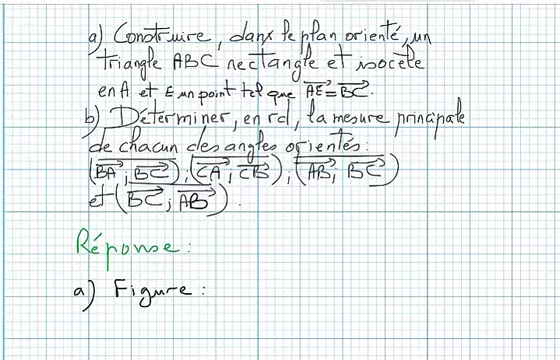 a) Construire, dans le plan orienté, un
triangle ABC rectangle et isocèle
en A et E un point tel que AE=BC.
b) Déterminer, en rd, la mesure principale
de chacun des angles orientés:
(BA ; BC) ; (CA ; CB) ; (AB ; BC)
et (BC ; AB).
Réponse :
a) Figure :